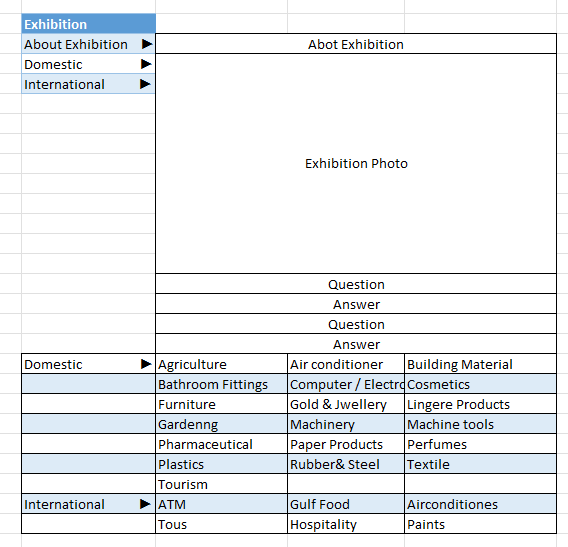 Exhibition
About Exhibition ▶ Abot Exhibition
Domestic ▶
International ▶
Exhibition Photo
Question
Answer
Question
Answer
Domestic ▶ Agriculture Air conditioner Building Material
Bathroom Fittings Computer / Electro Cosmetics
Furniture Gold & Jwellery Lingere Products
Gardenng Machinery Machine tools
Pharmaceutical Paper Products Perfumes
Plastics Rubber& Steel Textile
Tourism
International ▶ ATM Gulf Food Airconditiones
Tous Hospitality Paints